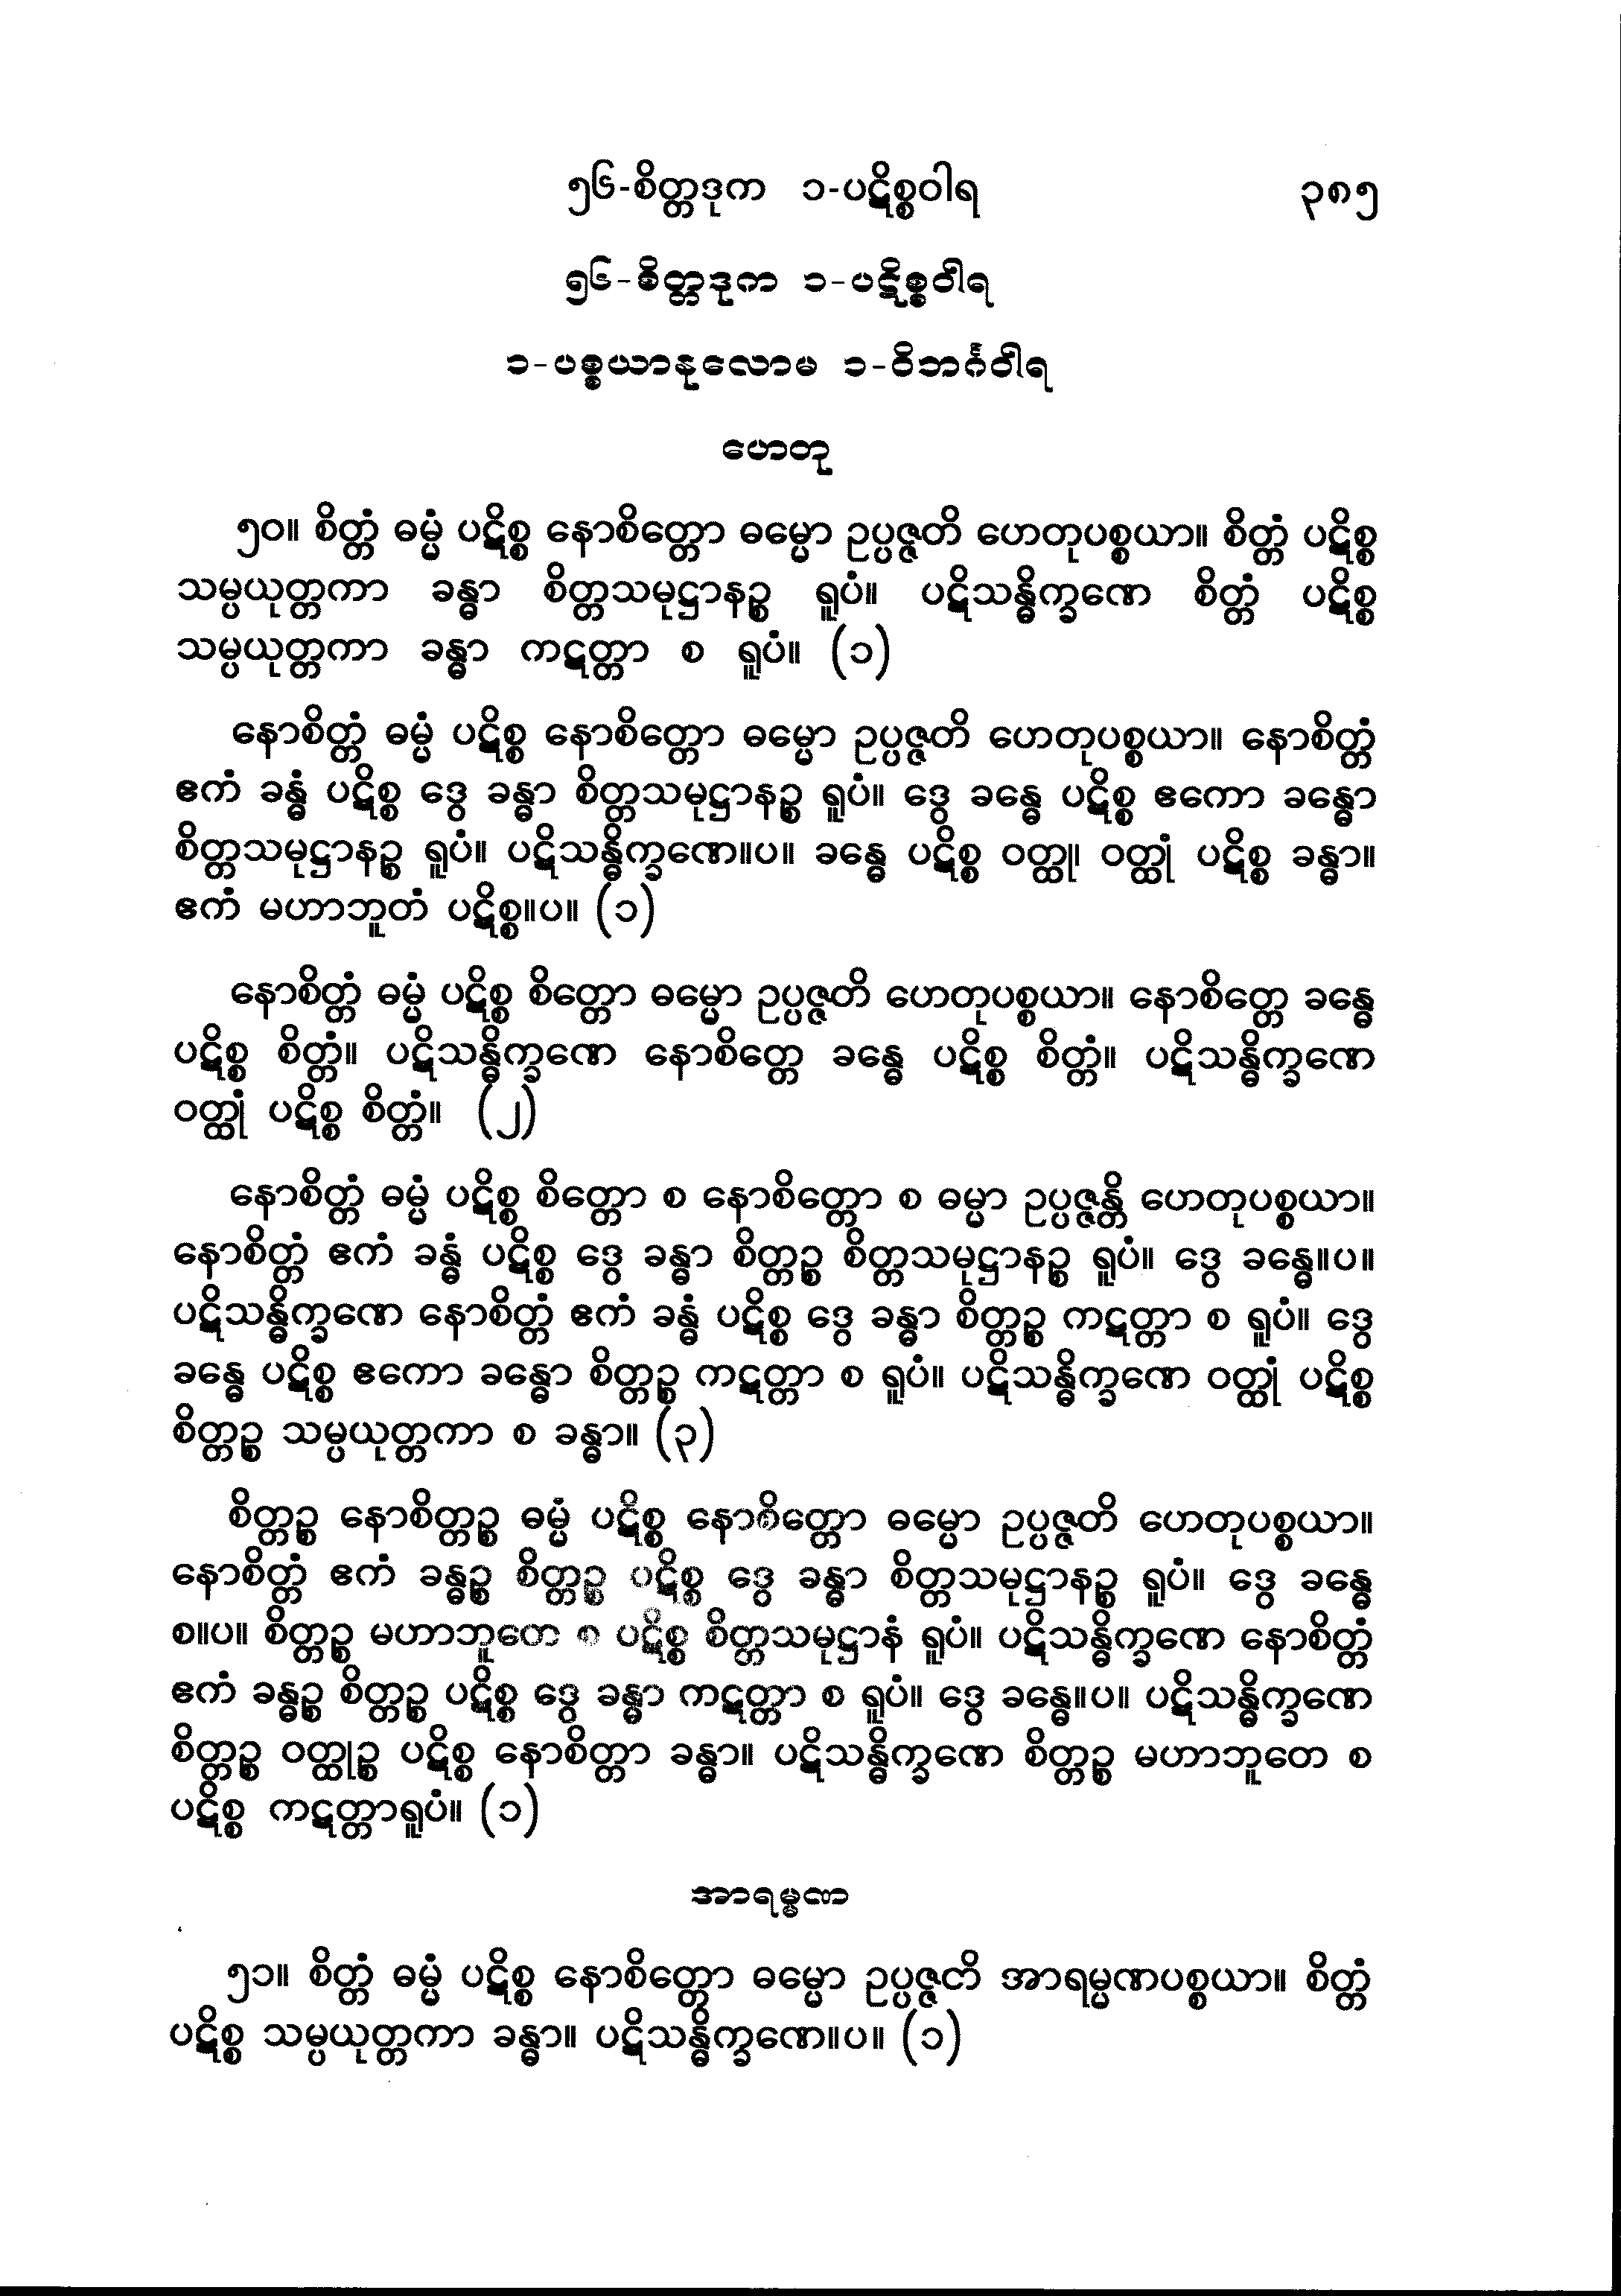 ၅၆-စိတ္တဒုက ၁-ပဋိစ္စဝါရ ၃၈၅
၅၆-စိတ္တဒုက ၁-ပဋိစ္စဝါရ
၁-ပစ္စယာနုလောမ ၁-ဝိဘင်္ဂဝါရ
ဟေတု
၅၀။ စိတ္တံ ဓမ္မံ ပဋိစ္စ နောစိတ္တော ဓမ္မော ဥပ္ပဇ္ဇတိ ဟေတုပစ္စယာ။ စိတ္တံ ပဋိစ္စ
သမ္ပယုတ္တကာ ခန္ဓာ စိတ္တသမုဋ္ဌာနဉ္စ ရူပံ။ ပဋိသန္ဓိက္ခဏေ စိတ္တံ ပဋိစ္စ
သမ္ပယုတ္တကာ ခန္ဓာ ကဋတ္တာ စ ရူပံ။ (၁)
နောစိတ္တံ ဓမ္မံ ပဋိစ္စ နောစိတ္တော ဓမ္မော ဥပ္ပဇ္ဇတိ ဟေတုပစ္စယာ။ နောစိတ္တံ
ဧကံ ခန္ဓံ ပဋိစ္စ ဒွေ ခန္ဓာ စိတ္တသမုဋ္ဌာနဉ္စ ရူပံ။ ဒွေ ခန္ဓေ ပဋိစ္စ ဧကော ခန္ဓော
စိတ္တသမုဋ္ဌာနဉ္စ ရူပံ။ ပဋိသန္ဓိက္ခဏေ။ပ။ ခန္ဓေ ပဋိစ္စ ဝတ္ထု၊ ဝတ္ထုံ ပဋိစ္စ ခန္ဓာ။
ဧကံ မဟာဘူတံ ပဋိစ္စ။ပ။ (၁)
နောစိတ္တံ ဓမ္မံ ပဋိစ္စ စိတ္တော ဓမ္မော ဥပ္ပဇ္ဇတိ ဟေတုပစ္စယာ။ နောစိတ္တေ ခန္ဓေ
ပဋိစ္စ စိတ္တံ။ ပဋိသန္ဓိက္ခဏေ နောစိတ္တေ ခန္ဓေ ပဋိစ္စ စိတ္တံ။ ပဋိသန္ဓိက္ခဏေ
ဝတ္ထုံ ပဋိစ္စ စိတ္တံ။ (၂)
နောစိတ္တံ ဓမ္မံ ပဋိစ္စ စိတ္တော စ နောစိတ္တော စ ဓမ္မာ ဥပ္ပဇ္ဇန္တိ ဟေတုပစ္စယာ။
နောစိတ္တံ ဧကံ ခန္ဓံ ပဋိစ္စ ဒွေ ခန္ဓာ စိတ္တဉ္စ စိတ္တသမုဋ္ဌာနဉ္စ ရူပံ။ ဒွေ ခန္ဓေ။ပ။
ပဋိသန္ဓိက္ခဏေ နောစိတ္တံ ဧကံ ခန္ဓံ ပဋိစ္စ ဒွေ ခန္ဓာ စိတ္တဉ္စ ကဋတ္တာ စ ရူပံ။ ဒွေ
ခန္ဓေ ပဋိစ္စ ဧကော ခန္ဓော စိတ္တဉ္စ ကဋတ္တာ စ ရူပံ။ ပဋိသန္ဓိက္ခဏေ ဝတ္ထုံ ပဋိစ္စ
စိတ္တဉ္စ သမ္ပယုတ္တကာ စ ခန္ဓာ။ (၃)
စိတ္တဉ္စ နောစိတ္တဉ္စ ဓမ္မံ ပဋိစ္စ နောစိတ္တော ဓမ္မော ဥပ္ပဇ္ဇတိ ဟေတုပစ္စယာ။
နောစိတ္တံ ဧကံ ခန္ဓဉ္စ စိတ္တဉ္စ ပဋိစ္စ ဒွေ ခန္ဓာ စိတ္တသမုဋ္ဌာနဉ္စ ရူပံ။ ဒွေ ခန္ဓေ
စ။ပ။ စိတ္တဉ္စ မဟာဘူတေ စ ပဋိစ္စ စိတ္တသမုဋ္ဌာနံ ရူပံ။ ပဋိသန္ဓိက္ခဏေ နောစိတ္တံ
ဧကံ ခန္ဓဉ္စ စိတ္တဉ္စ ပဋိစ္စ ဒွေ ခန္ဓာ ကဋတ္တာ စ ရူပံ။ ဒွေ ခန္ဓေ။ပ။ ပဋိသန္ဓိက္ခဏေ
စိတ္တဉ္စ ဝတ္ထုဉ္စ ပဋိစ္စ နောစိတ္တာ ခန္ဓာ။ ပဋိသန္ဓိက္ခဏေ စိတ္တဉ္စ မဟာဘူတေ စ
ပဋိစ္စ ကဋတ္တာရူပံ။ (၁)
အာရမ္မဏ
၅၁။ စိတ္တံ ဓမ္မံ ပဋိစ္စ နောစိတ္တော ဓမ္မော ဥပ္ပဇ္ဇတိ အာရမ္မဏပစ္စယာ။ စိတ္တံ
ပဋိစ္စ သမ္ပယုတ္တကာ ခန္ဓာ။ ပဋိသန္ဓိက္ခဏေ။ပ။ (၁)